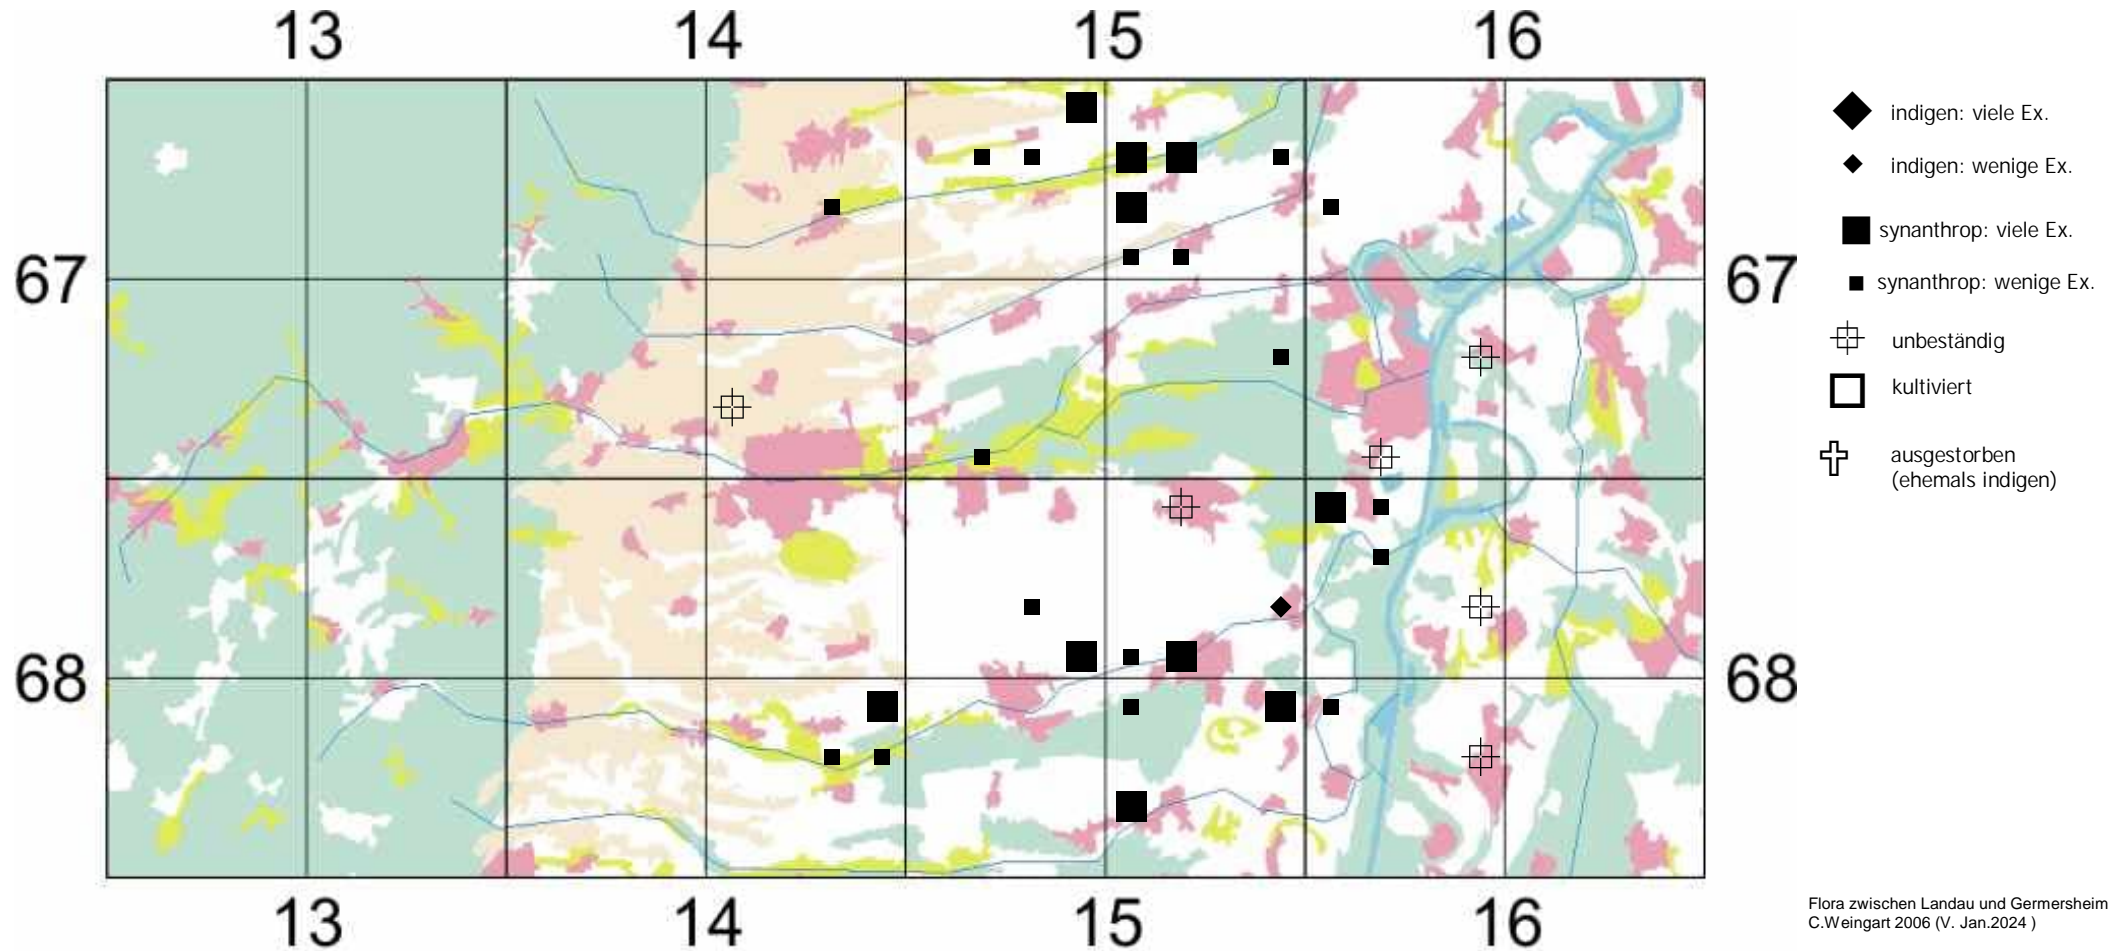 13 14 15 16
67 67
68 68
13 14 15 16
indigen: viele Ex.
indigen: wenige Ex.
synanthrop: viele Ex.
synanthrop: wenige Ex.
unbeständig
kultiviert
ausgestorben
(ehemals indigen)
Flora zwischen Landau und Germersheim
C.Weingart 2006 (V. Jan.2024 )